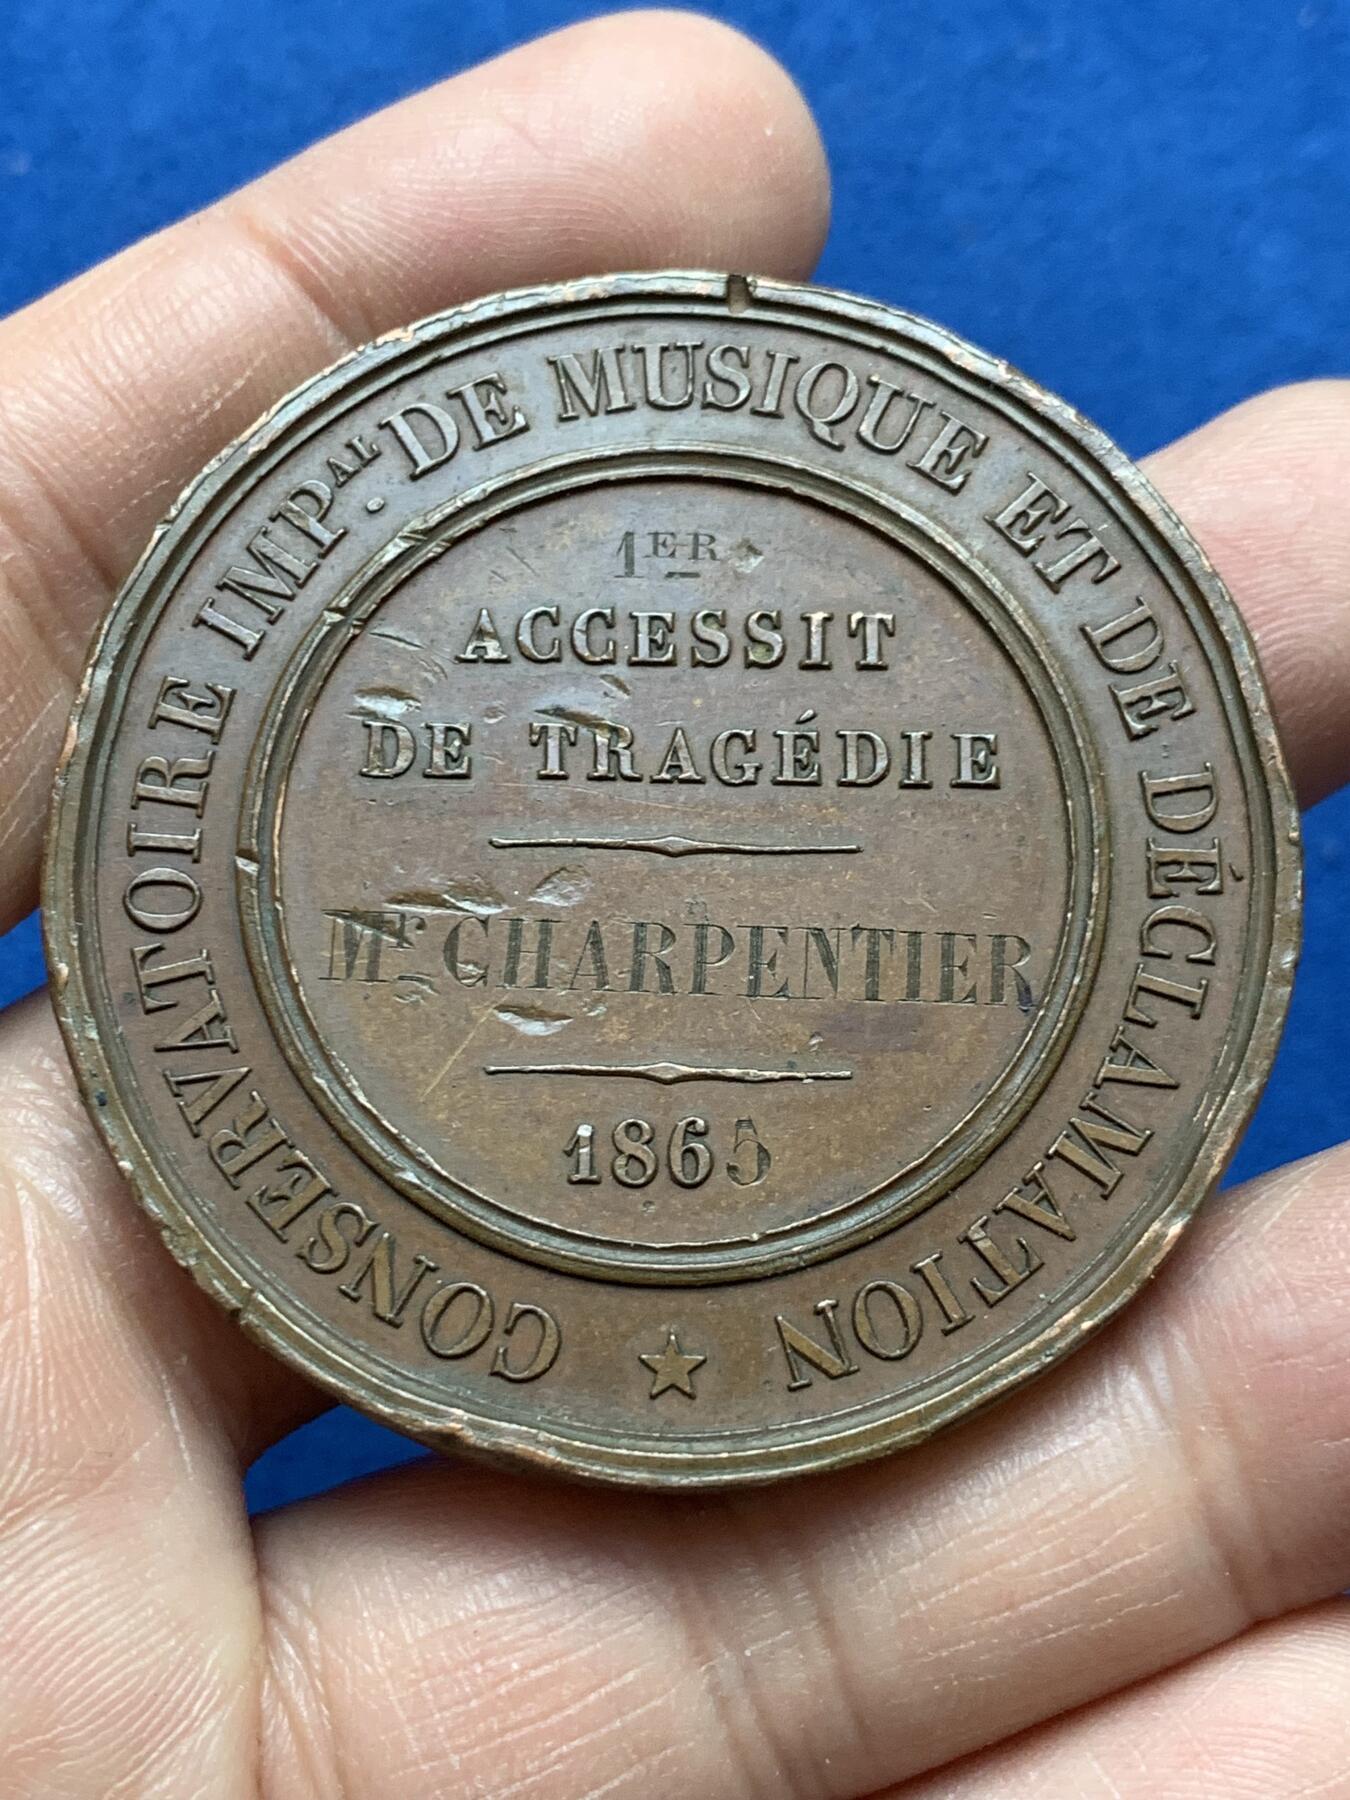 CONSERVATOIRE IMPAL. DE MUSIQUE ET DE DÉCLAMATION
1ER
ACCESSIT
DE TRAGÉDIE
Mr CHARPENTIER
1865